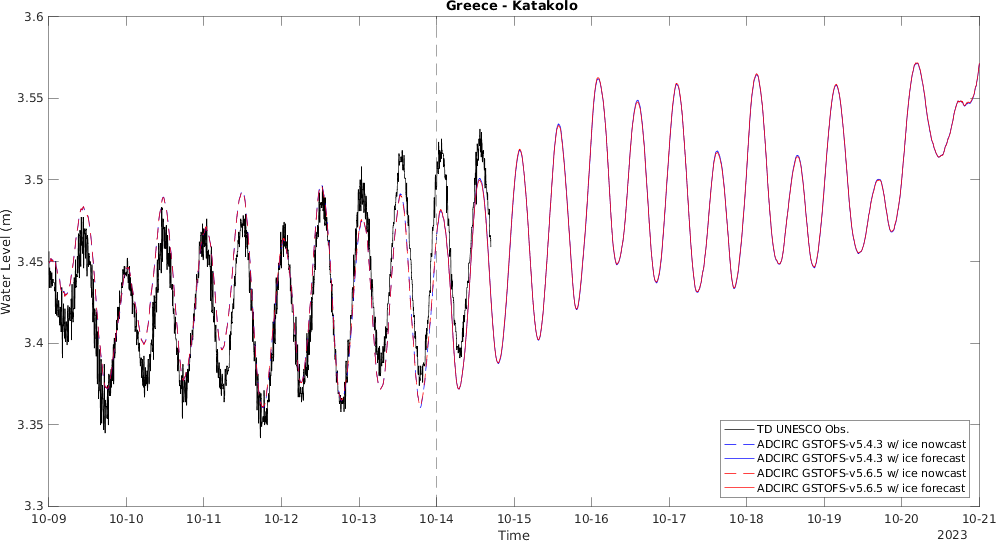 Greece - Katakolo
3.6
3.55
3.5
3.45
3.4
3.35
3.3
Water Level (m)
TD UNESCO Obs.
ADCIRC GSTOFS-v5.4.3 w/ ice nowcast
ADCIRC GSTOFS-v5.4.3 w/ ice forecast
ADCIRC GSTOFS-v5.6.5 w/ ice nowcast
ADCIRC GSTOFS-v5.6.5 w/ ice forecast
10-09 10-10 10-11 10-12 10-13 10-14 10-15 10-16 10-17 10-18 10-19 10-20 10-21
Time
2023